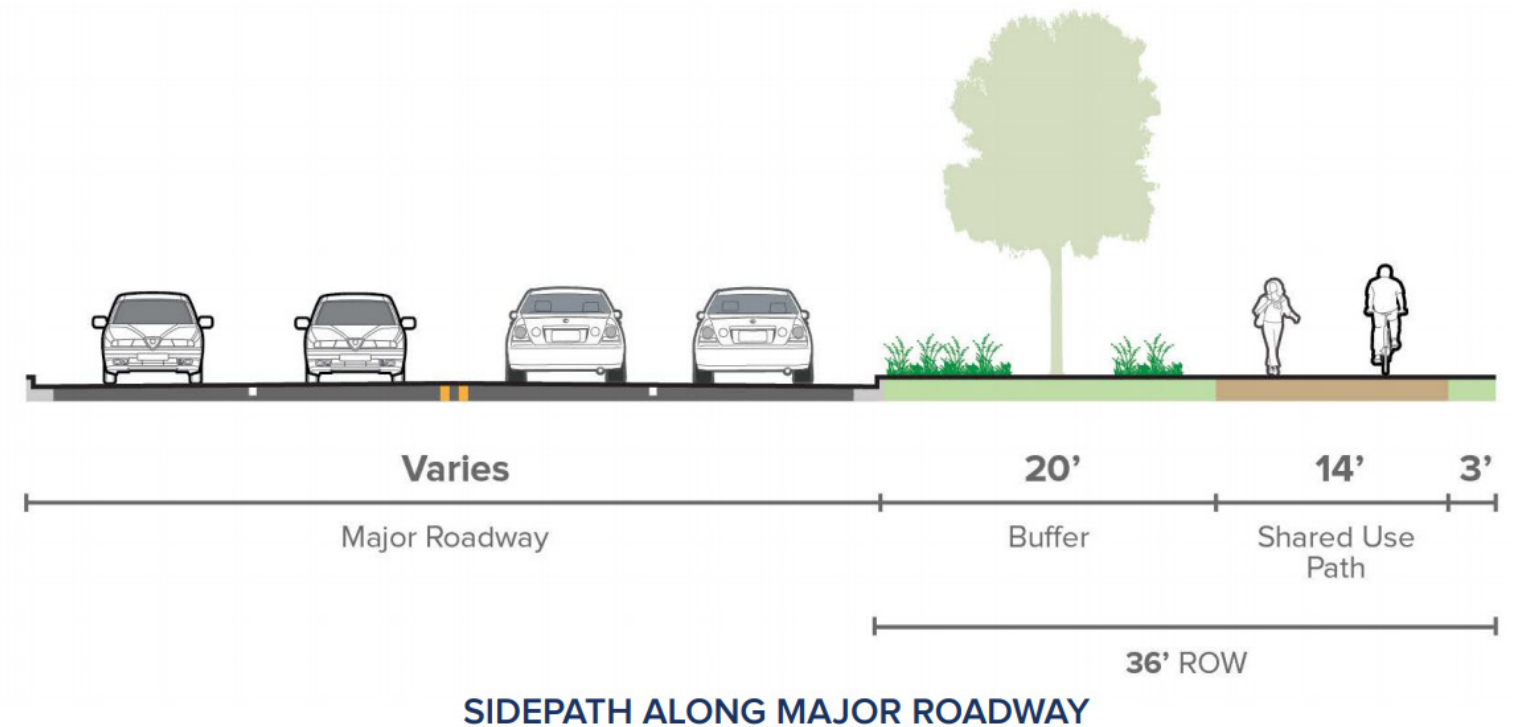 Varies
20’
14’
3’
Major Roadway
Buffer
Shared Use
Path
36’ ROW
SIDEPATH ALONG MAJOR ROADWAY